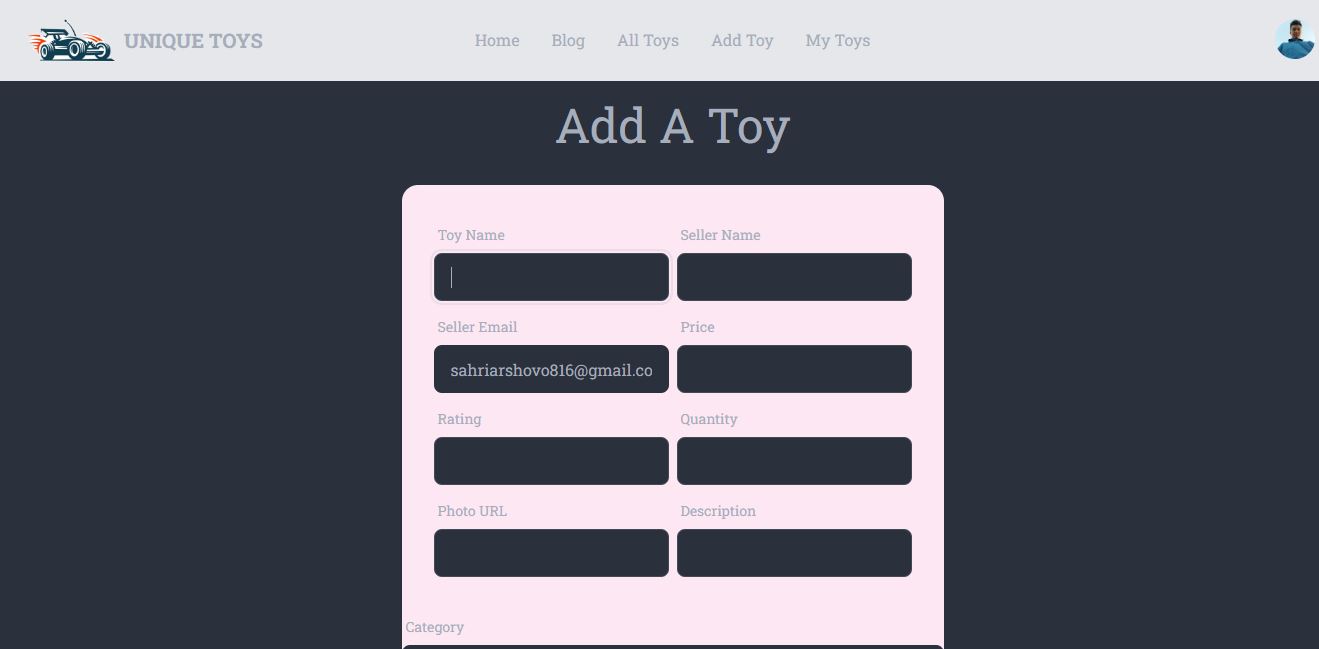 UNIQUE TOYS
Home Blog All Toys Add Toy My Toys
Add A Toy
Toy Name Seller Name
Seller Email Price
sahriarshovo816@gmail.co
Rating Quantity
Photo URL Description
Category